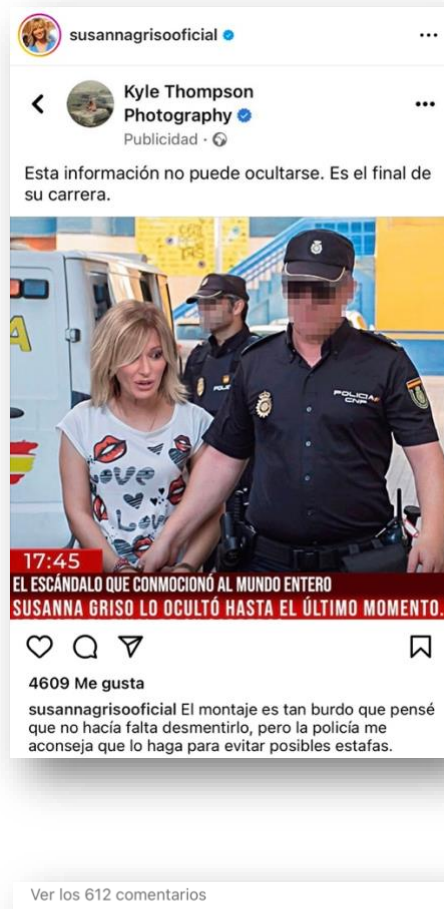 susannagrisooficial
Kyle Thompson
Photography
Publicidad ·
Esta información no puede ocultarse. Es el final de
su carrera.
POLICIA
CNP
LOVE
LOV
17:45
EL ESCÁNDALO QUE CONMOCIONÓ AL MUNDO ENTERO
SUSANNA GRISO LO OCULTÓ HASTA EL ÚLTIMO MOMENTO.
4609 Me gusta
susannagrisooficial El montaje es tan burdo que pensé
que no hacía falta desmentirlo, pero la policía me
aconseja que lo haga para evitar posibles estafas.
Ver los 612 comentarios